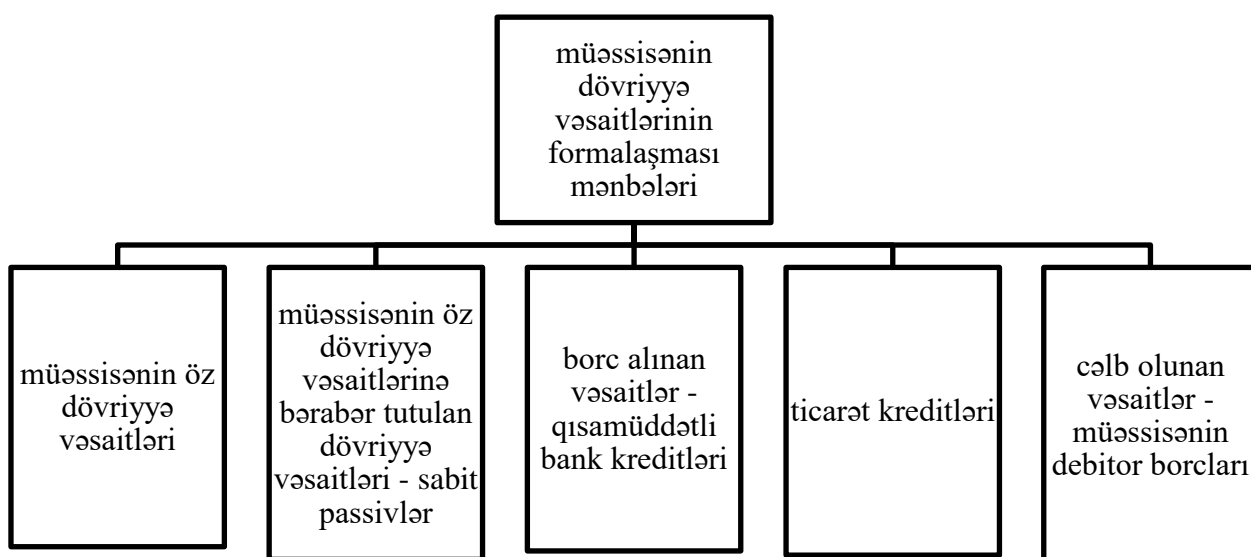 müəssisənin
dövriyyə
vəsaitlərinin
formalaşması
mənbələri
müəssisənin öz
dövriyyə
vəsaitləri
müəssisənin öz
dövriyyə
vəsaitlərinə
bərabər tutulan
dövriyyə
vəsaitləri - sabit
passivlər
borc alınan
vəsaitlər -
qısamüddətli
bank kreditləri
ticarət kreditləri
cəlb olunan
vəsaitlər -
müəssisənin
debitor borcları